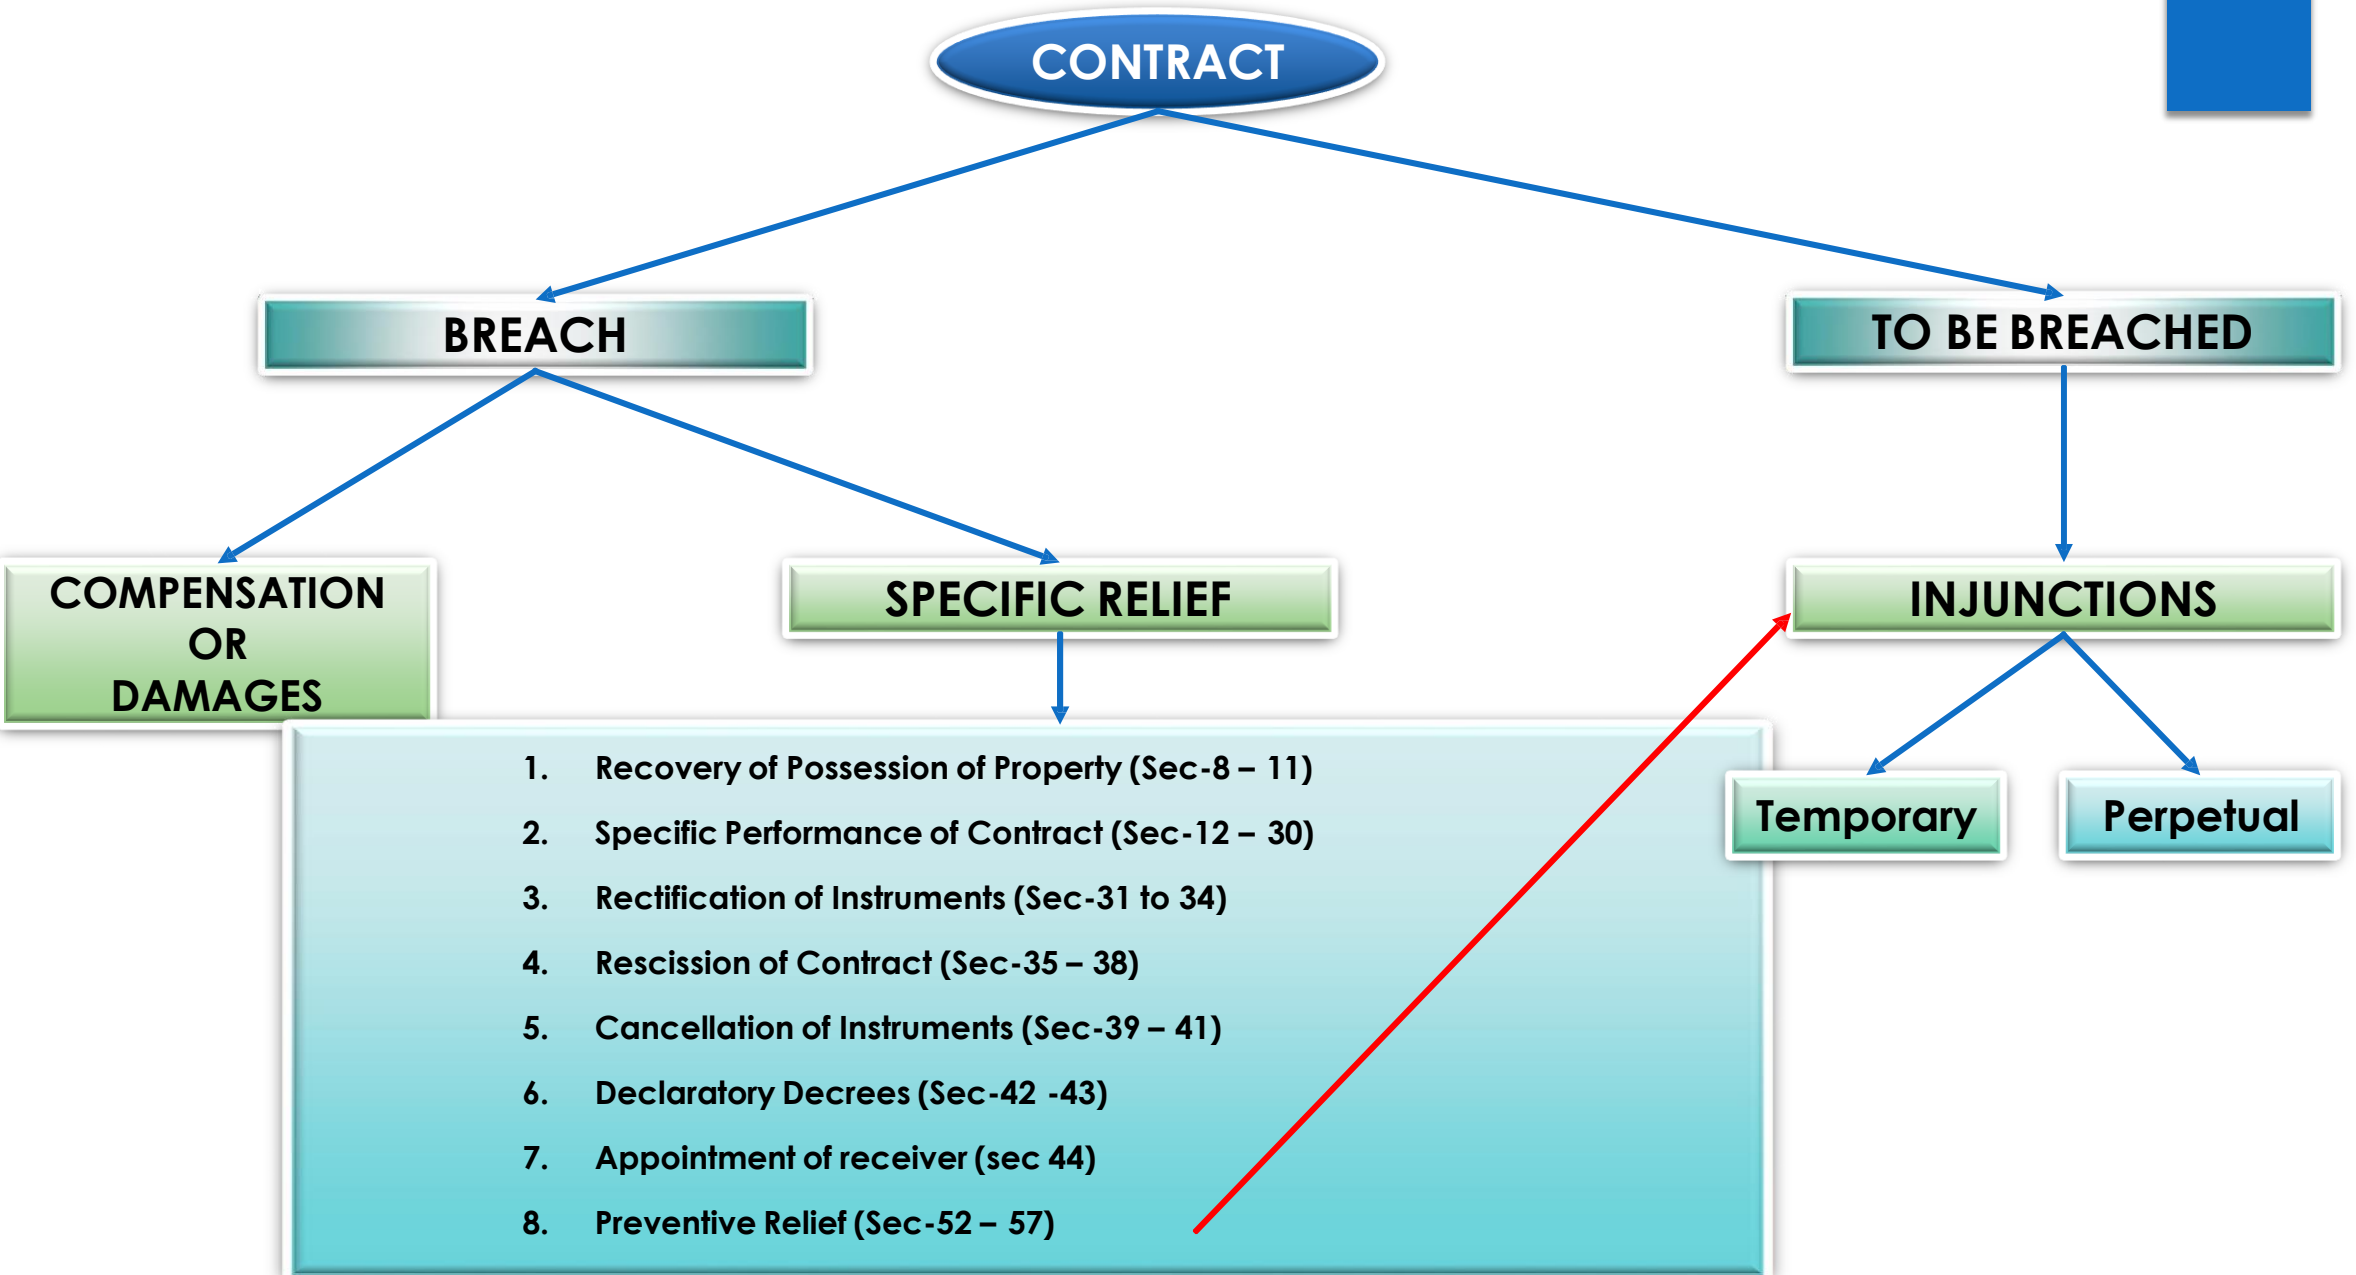 CONTRACT
BREACH
TO BE BREACHED
COMPENSATION
OR
DAMAGES
SPECIFIC RELIEF
INJUNCTIONS
1. Recovery of Possession of Property (Sec-8 – 11)
2. Specific Performance of Contract (Sec-12 – 30)
3. Rectification of Instruments (Sec-31 to 34)
4. Rescission of Contract (Sec-35 – 38)
5. Cancellation of Instruments (Sec-39 – 41)
6. Declaratory Decrees (Sec-42 -43)
7. Appointment of receiver (sec 44)
8. Preventive Relief (Sec-52 – 57)
Temporary
Perpetual